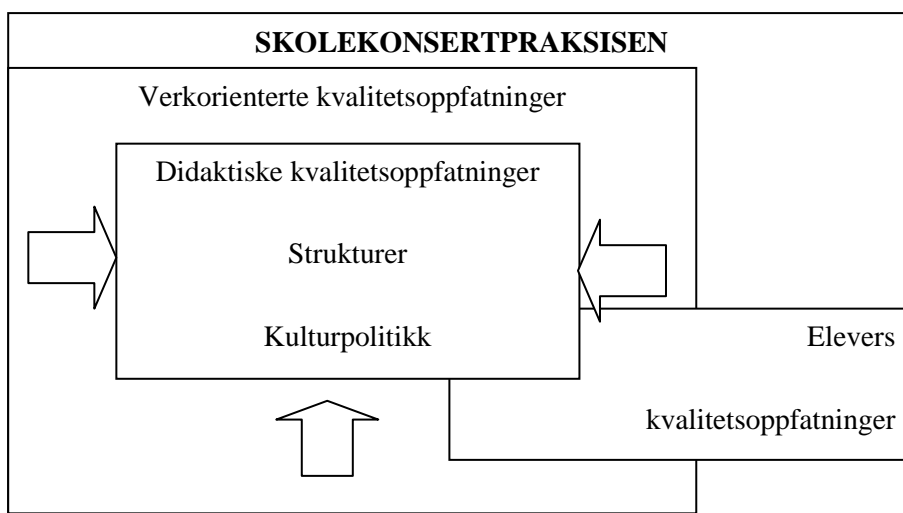 SKOLEKONSERTPRAKSISEN
Verkorienterte kvalitetsoppfatninger
Didaktiske kvalitetsoppfatninger
Strukturer
Kulturpolitikk
Elevers
kvalitetsoppfatninger